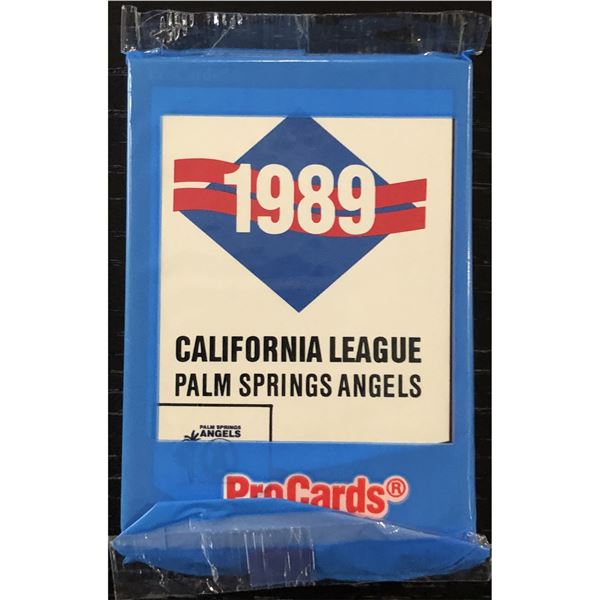 1989
CALIFORNIA LEAGUE
PALM SPRINGS ANGELS
PALM SPRINGS
ANGELS
ProCards®